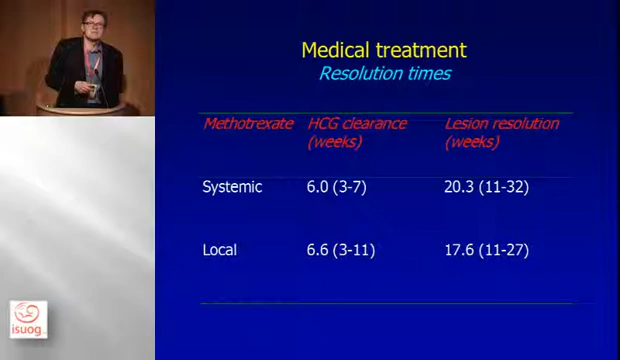 Medical treatment
Resolution times
Methotrexate HCG clearance (weeks) Lesion resolution (weeks)
Systemic 6.0 (3-7) 20.3 (11-32)
Local 6.6 (3-11) 17.6 (11-27)
isuog